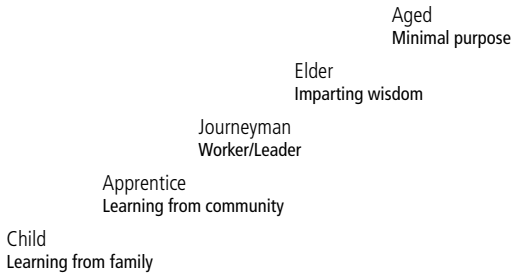 Aged
Minimal purpose
Elder
Imparting wisdom
Journeyman
Worker/Leader
Apprentice
Learning from community
Child
Learning from family